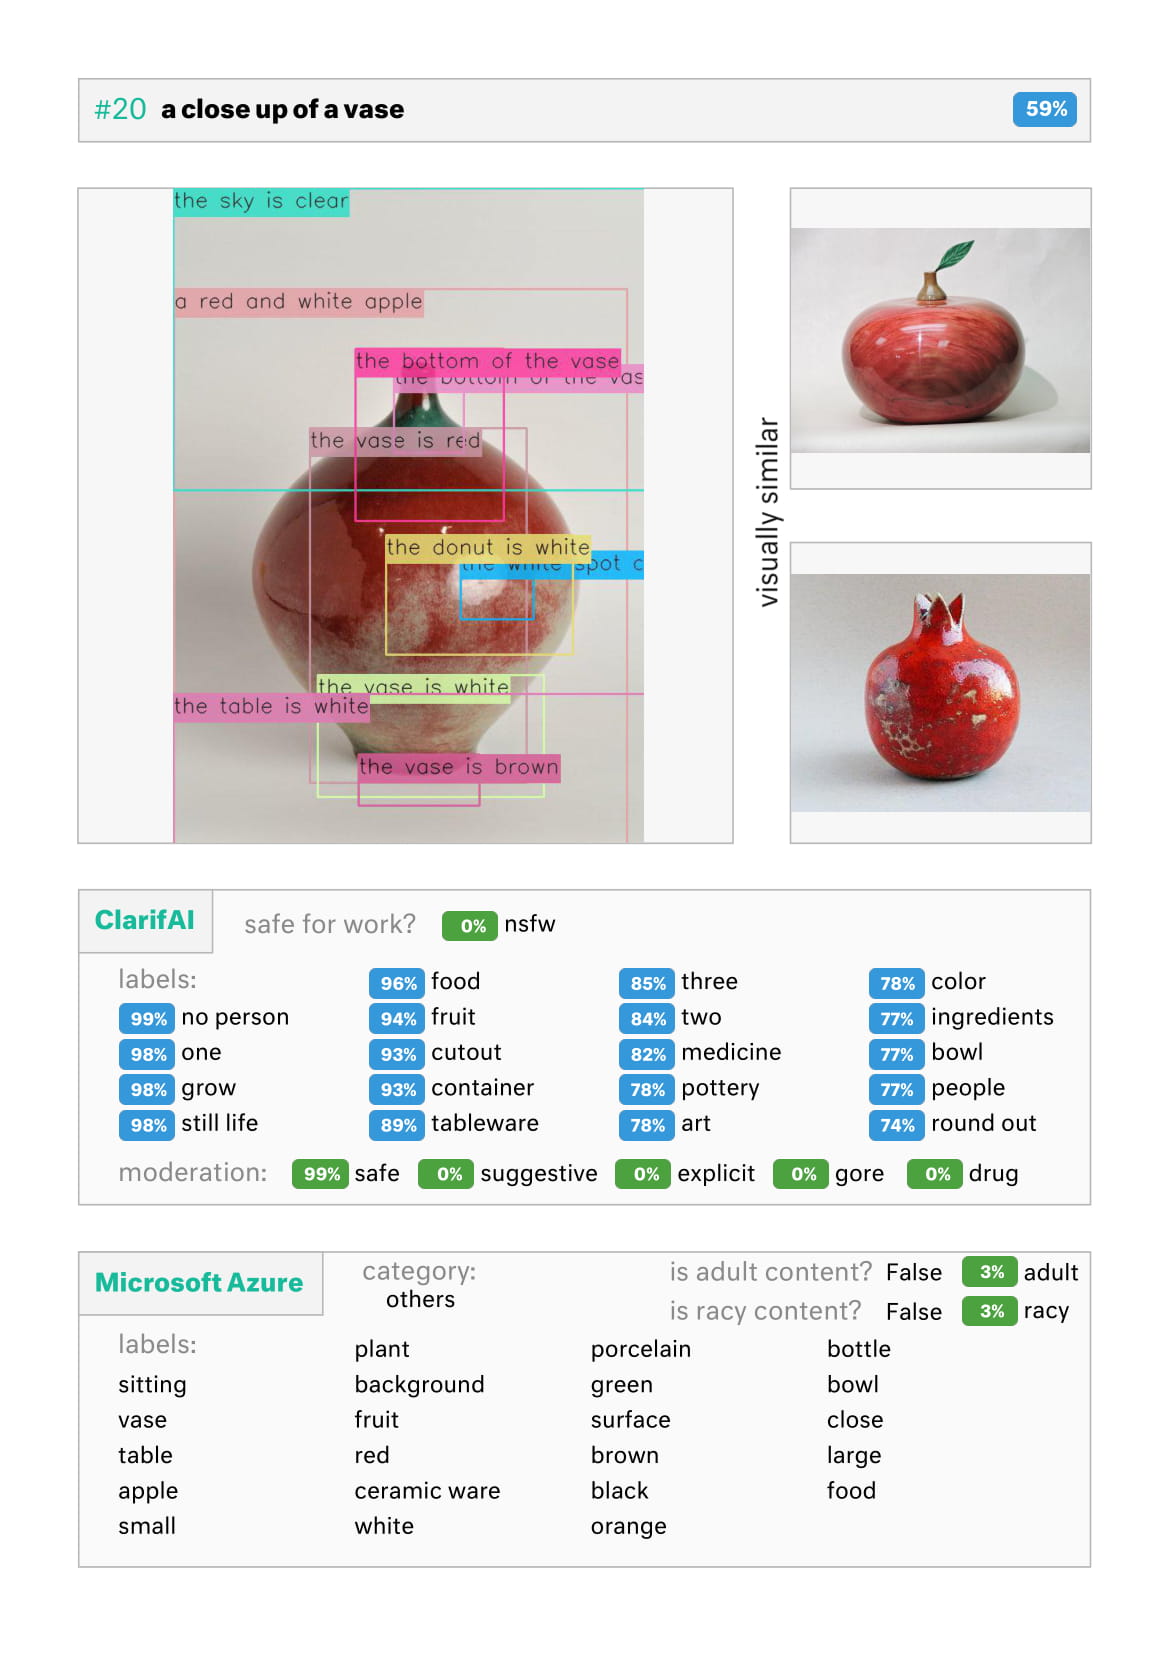 #20 a close up of a vase 59%
the sky is clear
a red and white apple
the bottom of the vase
the bottom of the vas
the vase is red
the donut is white
the white spot o
the vase is white
the table is white
the vase is brown
visually similar
ClarifAI safe for work? 0% nsfw
labels:
99% no person
98% one
98% grow
98% still life
96% food
94% fruit
93% cutout
93% container
89% tableware
85% three
84% two
82% medicine
78% pottery
78% art
78% color
77% ingredients
77% bowl
77% people
74% round out
moderation: 99% safe 0% suggestive 0% explicit 0% gore 0% drug
Microsoft Azure
category:
others
is adult content? False 3% adult
is racy content? False 3% racy
labels:
sitting
vase
table
apple
small
plant
background
fruit
red
ceramic ware
white
porcelain
green
surface
brown
black
orange
bottle
bowl
close
large
food